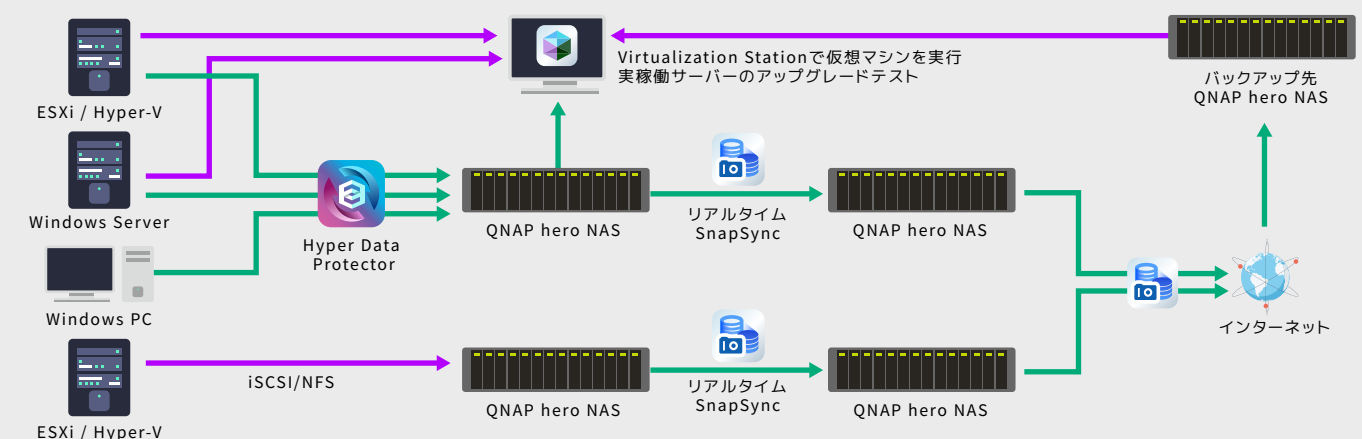 ESXi / Hyper-V
Windows Server
Windows PC
ESXi / Hyper-V
Hyper Data
Protector
iSCSI/NFS
Virtualization Stationで仮想マシンを実行
実稼働サーバーのアップグレードテスト
QNAP hero NAS
リアルタイム
SnapSync
QNAP hero NAS
QNAP hero NAS
リアルタイム
SnapSync
QNAP hero NAS
バックアップ先
QNAP hero NAS
インターネット